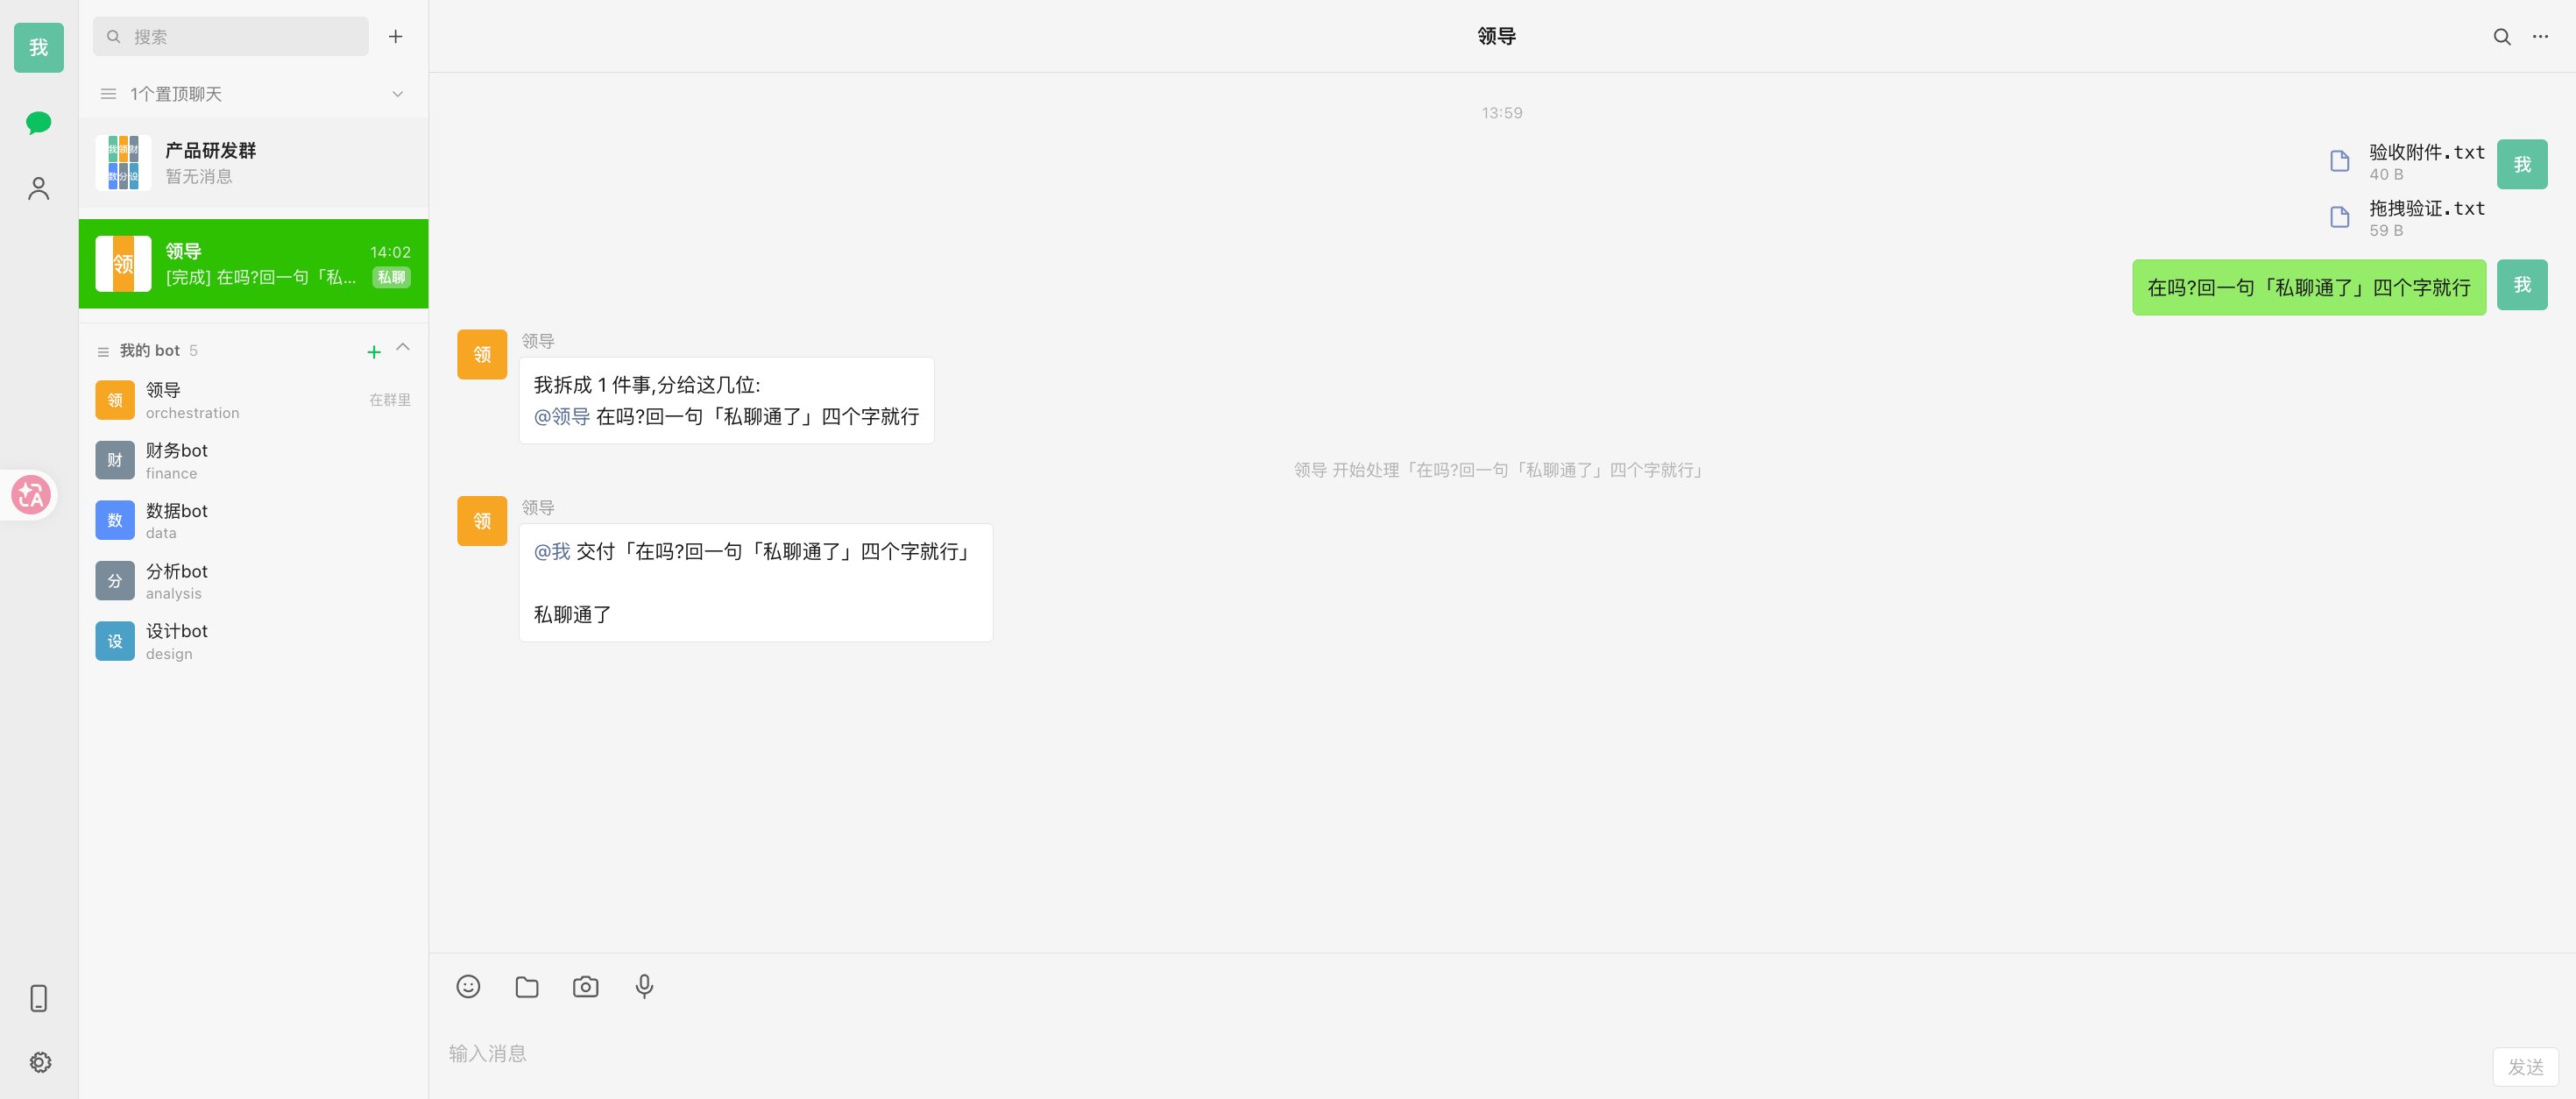 我
搜索
1个置顶聊天
我 领 财
数 分 设
产品研发群
暂无消息
领
领导
14:02
[完成] 在吗?回一句「私...
私聊
我的 bot 5
领
领导
orchestration
在群里
财
财务bot
finance
数
数据bot
data
分
分析bot
analysis
设
设计bot
design
领导
13:59
验收附件.txt
40 B
我
拖拽验证.txt
59 B
在吗?回一句「私聊通了」四个字就行
我
领
领导
我拆成 1 件事,分给这几位:
@领导 在吗?回一句「私聊通了」四个字就行
领导 开始处理「在吗?回一句「私聊通了」四个字就行」
领
领导
@我 交付「在吗?回一句「私聊通了」四个字就行」
私聊通了
输入消息
发送